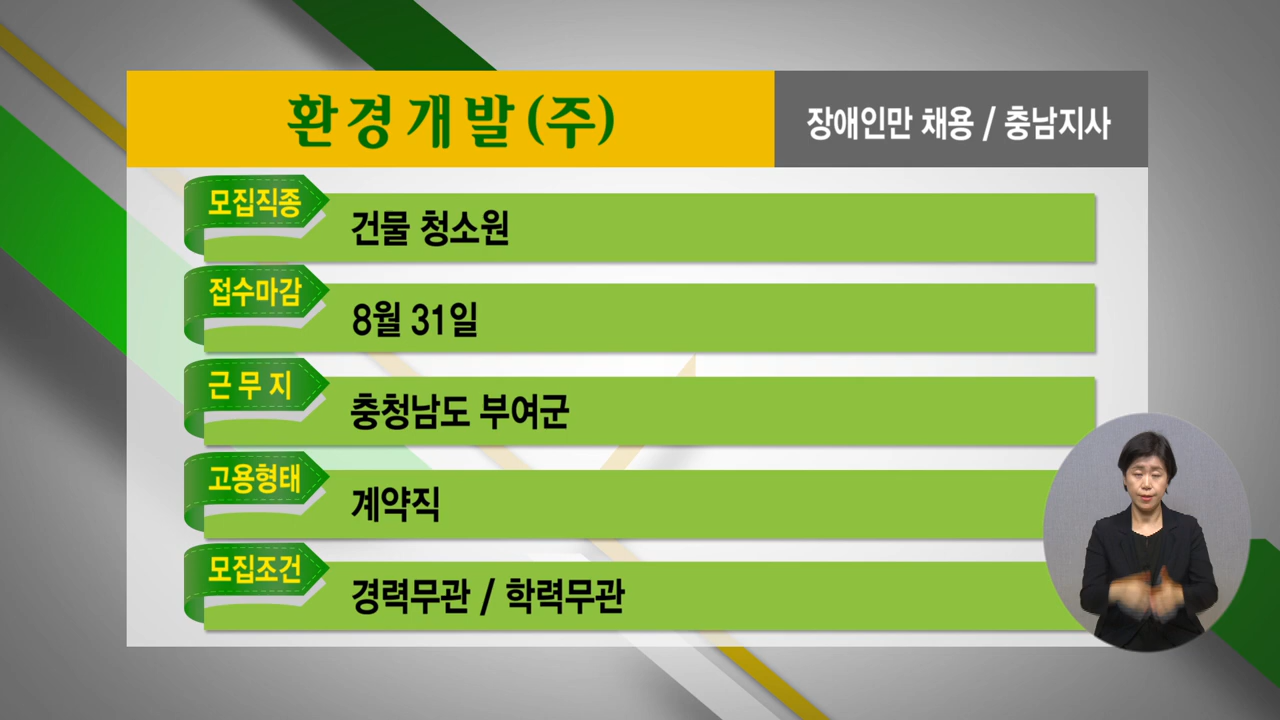 환경개발(주)
장애인만 채용 / 충남지사
모집직종
건물 청소원
접수마감
8월 31일
근무지
충청남도 부여군
고용형태
계약직
모집조건
경력무관 / 학력무관